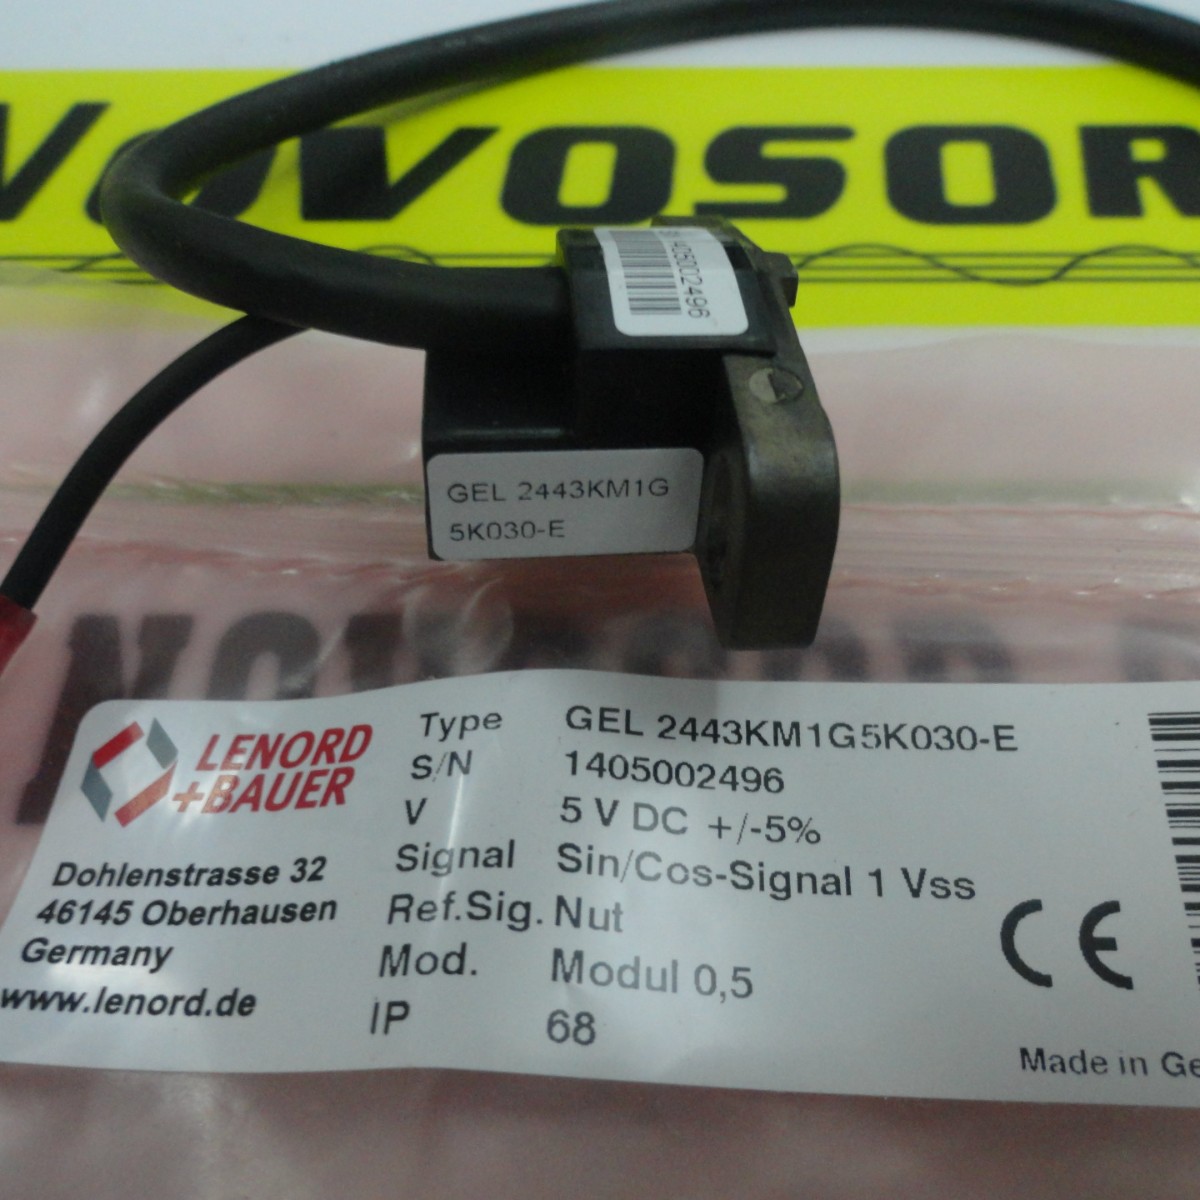 NOVOSOR
1405002496
GEL 2443KM1G
5K030-E
NOVOSOR
LENORD
+BAUER
Dohlenstrasse 32
46145 Oberhausen
Germany
www.lenord.de
Type GEL 2443KM1G5K030-E
S/N 1405002496
V 5 V DC +/-5%
Signal Sin/Cos-Signal 1 Vss
Ref.Sig. Nut
Mod. Modul 0,5
IP 68
CE
Made in Ge